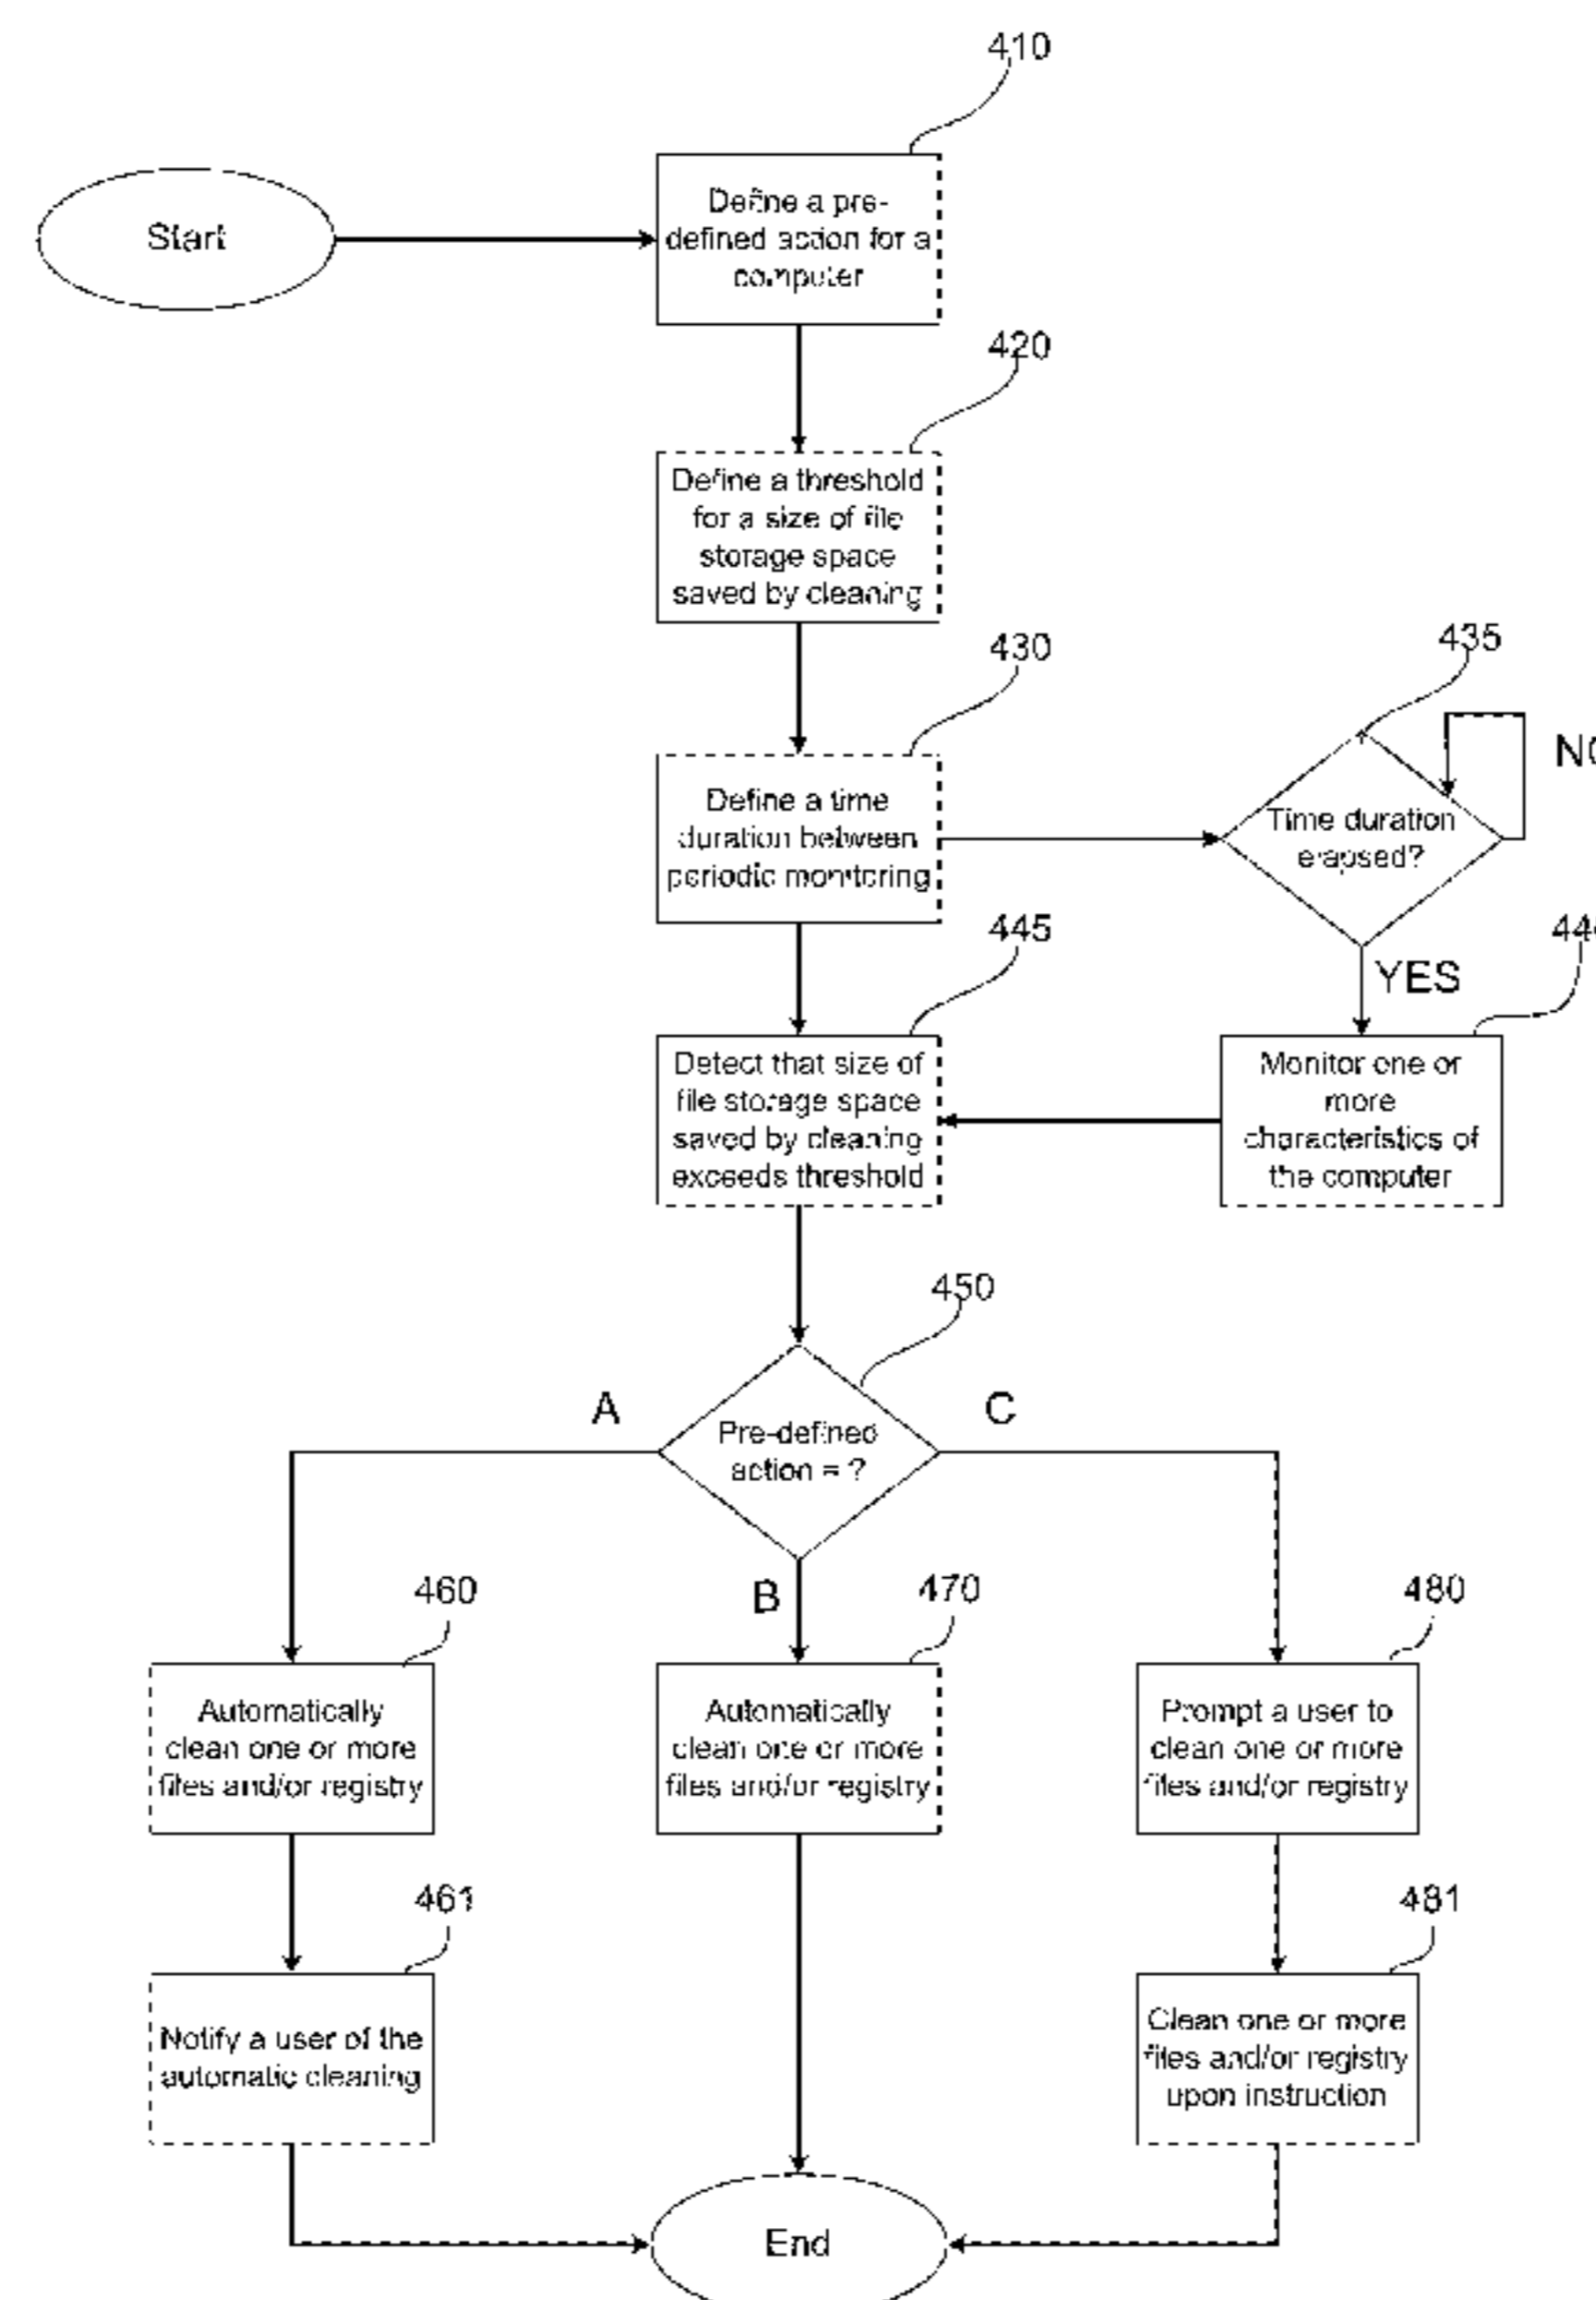 410
Start
Define a pre-
defined action for a
computer
420
Define a threshold
for a size of file
storage space
saved by cleaning
430
435
Define a time
duration between
periodic monitoring
Time duration
elapsed?
YES
445
Detect that size of
file storage space
saved by cleaning
exceeds threshold
Monitor one or
more
characteristics of
the computer
450
A
C
Pre-defined
action = ?
B
460
470
480
Automatically
clean one or more
files and/or registry
Automatically
clean one or more
files and/or registry
Prompt a user to
clean one or more
files and/or registry
461
481
Notify a user of the
automatic cleaning
Clean one or more
files and/or registry
upon instruction
End